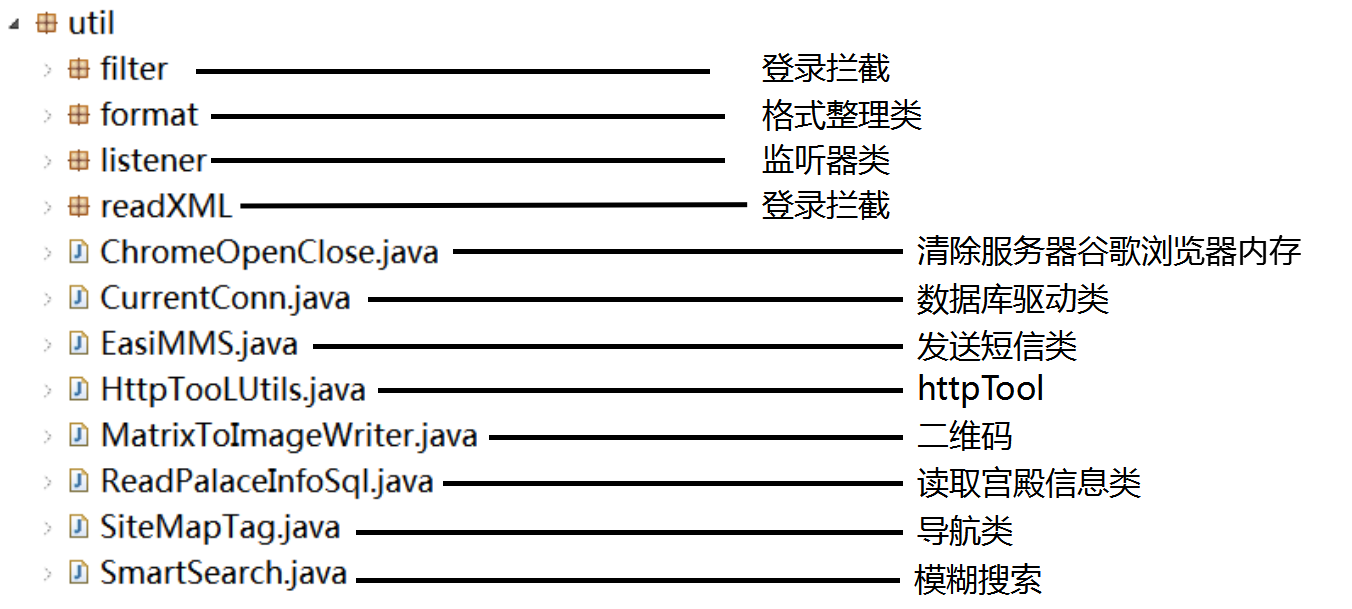 util
filter 登录拦截
format 格式整理类
listener 监听器类
readXML 登录拦截
ChromeOpenClose.java 清除服务器谷歌浏览器内存
CurrentConn.java 数据库驱动类
EasiMMS.java 发送短信类
HttpTooLUtils.java httpTool
MatrixToImageWriter.java 二维码
ReadPalaceInfoSql.java 读取宫殿信息类
SiteMapTag.java 导航类
SmartSearch.java 模糊搜索